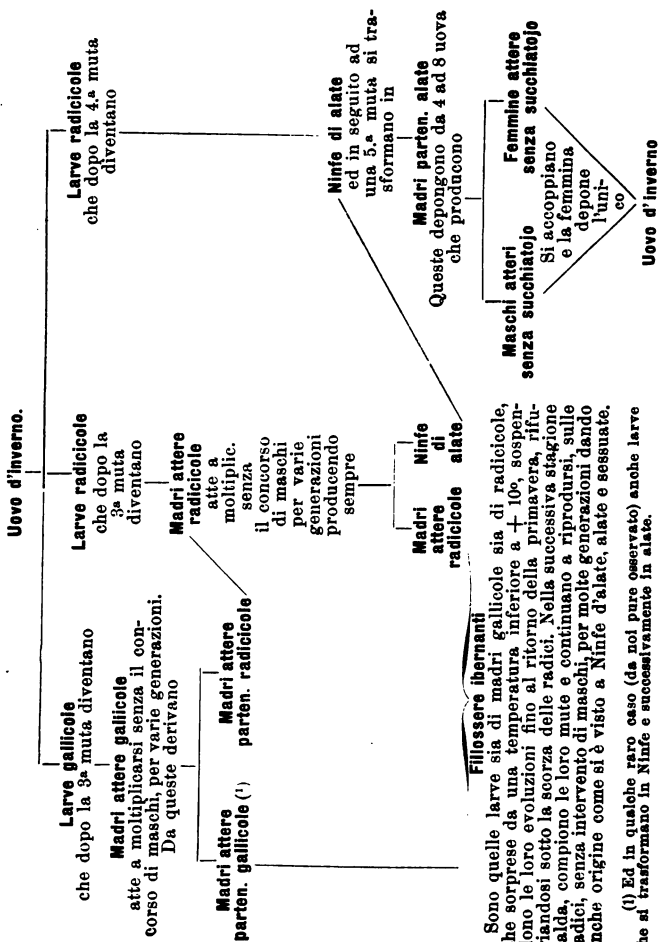 Uovo d'inverno.
Larve gallicole
che dopo la 3ª muta diventano
Madri attere gallicole
atte a moltiplicarsi senza il con-
corso di maschi, per varie generazioni.
Da queste derivano
Madri attere
parten. gallicole (¹)
Madri attere
parten. radicicole
Larve radicicole
che dopo la
3ª muta
diventano
Madri attere
radicicole
atte a
moltiplic.
senza
il concorso
di maschi
per varie
generazioni
producendo
sempre
Madri
attere
radicicole
Ninfe
di
alate
Larve radicicole
che dopo la 4.ª muta
diventano
Ninfe di alate
ed in seguito ad
una 5.ª muta si tra-
sformano in
Madri parten. alate
Queste depongono da 4 ad 8 uova
che producono
Maschi atteri
senza succhiatojo
Femmine attere
senza succhiatojo
Si accoppiano
e la femmina
depone
l'uni-
co
Uovo d'inverno
Fillossere ibernanti
Sono quelle larve sia di madri gallicole sia di radicicole,
he sorprese da una temperatura inferiore a + 10º, sospen-
ono le loro evoluzioni fino al ritorno della primavera, rifu-
iandosi sotto la scorza delle radici. Nella successiva stagione
alda, compiono le loro mute e continuano a riprodursi, sulle
adici, senza intervento di maschi, per molte generazioni dando
nche origine come si è visto a Ninfe d'alate, alate e sessuate.
(1) Ed in qualche raro caso (da noi pure osservato) anche larve
he si trasformano in Ninfe e successivamente in alate.